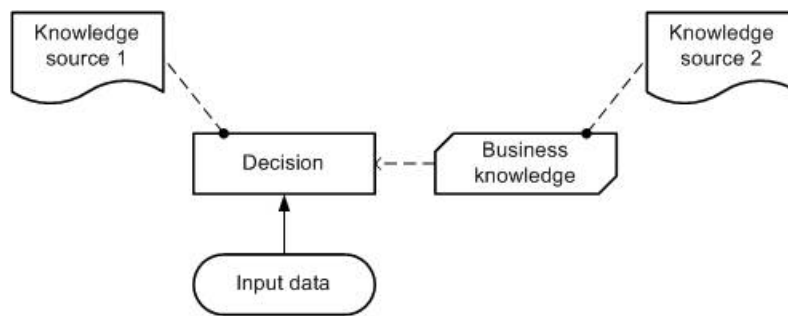 Knowledge
source 1
Knowledge
source 2
Decision
Business
knowledge
Input data